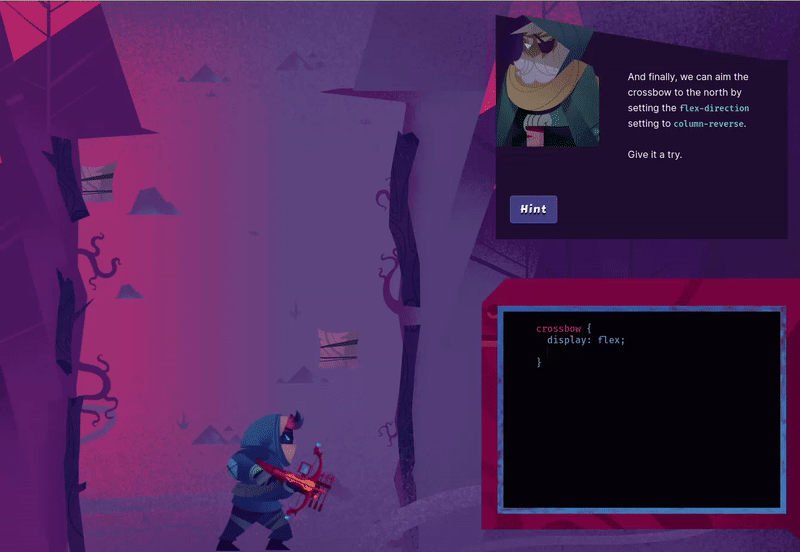 And finally, we can aim the
crossbow to the north by
setting the flex-direction
setting to column-reverse.
Give it a try.
Hint
crossbow {
display: flex;
}